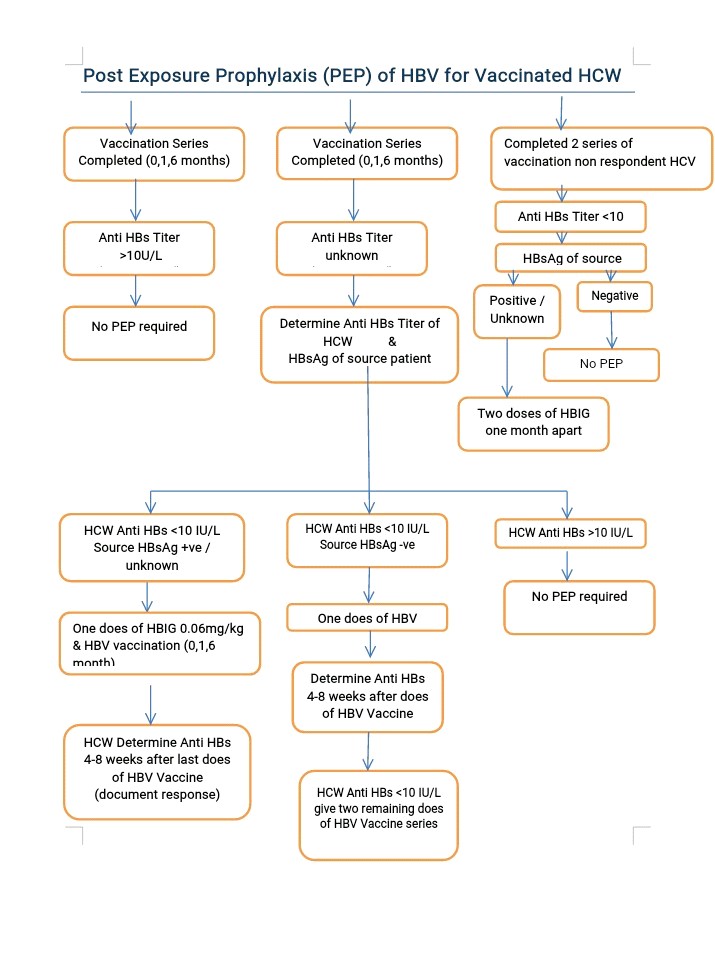 Post Exposure Prophylaxis (PEP) of HBV for Vaccinated HCW
Vaccination Series
Completed (0,1,6 months)
Anti HBs Titer
>10U/L
No PEP required
Vaccination Series
Completed (0,1,6 months)
Anti HBs Titer
unknown
Determine Anti HBs Titer of
HCW &
HBsAg of source patient
Completed 2 series of
vaccination non respondent HCV
Anti HBs Titer <10
HBsAg of source
Positive /
Unknown
Negative
No PEP
Two doses of HBIG
one month apart
HCW Anti HBs <10 IU/L
Source HBsAg +ve /
unknown
One does of HBIG 0.06mg/kg
& HBV vaccination (0,1,6
month)
HCW Determine Anti HBs
4-8 weeks after last does
of HBV Vaccine
(document response)
HCW Anti HBs <10 IU/L
Source HBsAg -ve
One does of HBV
Determine Anti HBs
4-8 weeks after does
of HBV Vaccine
HCW Anti HBs <10 IU/L
give two remaining does
of HBV Vaccine series
HCW Anti HBs >10 IU/L
No PEP required